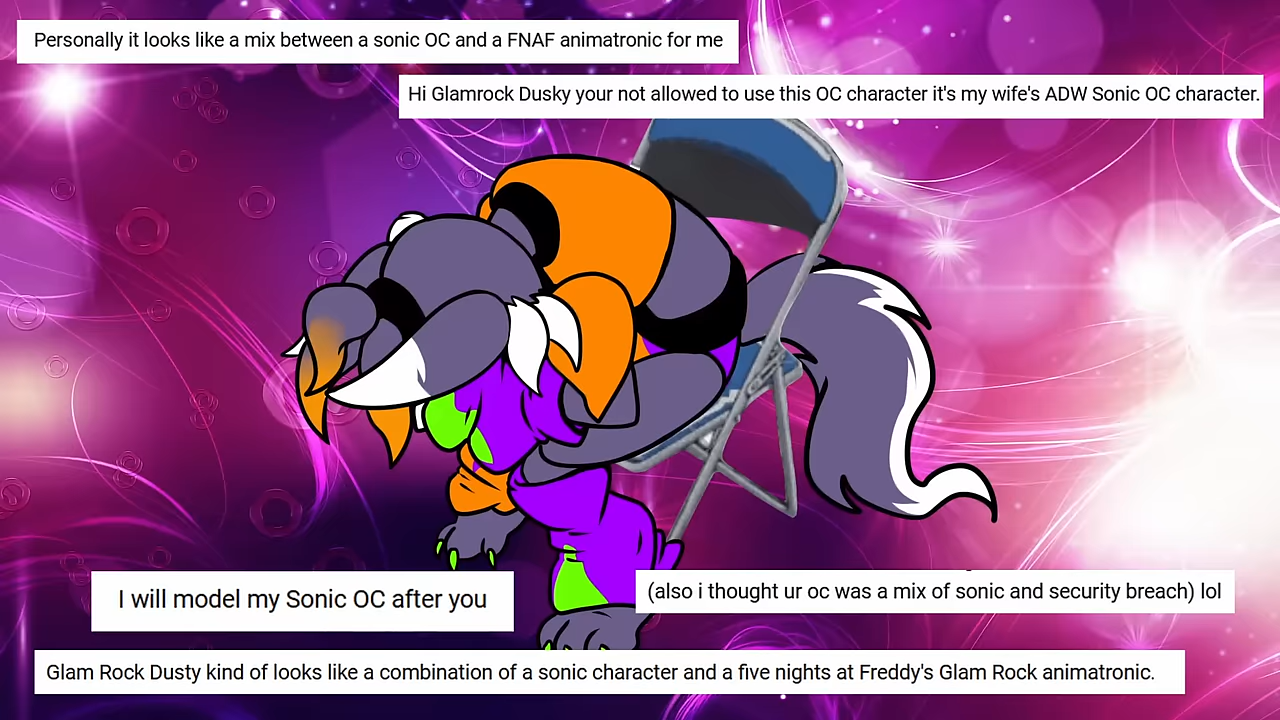 Personally it looks like a mix between a sonic OC and a FNAF animatronic for me
Hi Glamrock Dusky your not allowed to use this OC character it's my wife's ADW Sonic OC character.
I will model my Sonic OC after you
(also i thought ur oc was a mix of sonic and security breach) lol
Glam Rock Dusty kind of looks like a combination of a sonic character and a five nights at Freddy's Glam Rock animatronic.